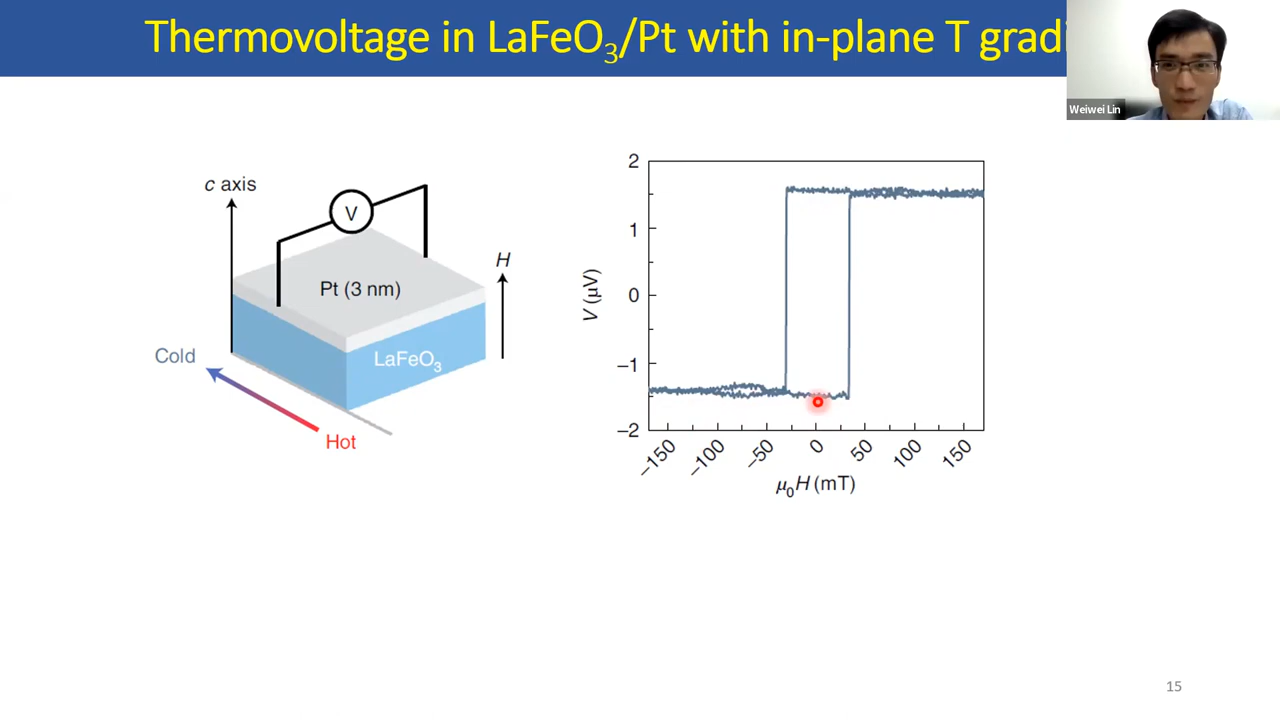 Thermovoltage in LaFeO3/Pt with in-plane T gradi
Weiwei Lin
c axis
V
H
Pt (3 nm)
LaFeO3
Cold
Hot
2
1
0
−1
−2
V (µV)
−150
−100
−50
0
50
100
150
µ0H (mT)
15